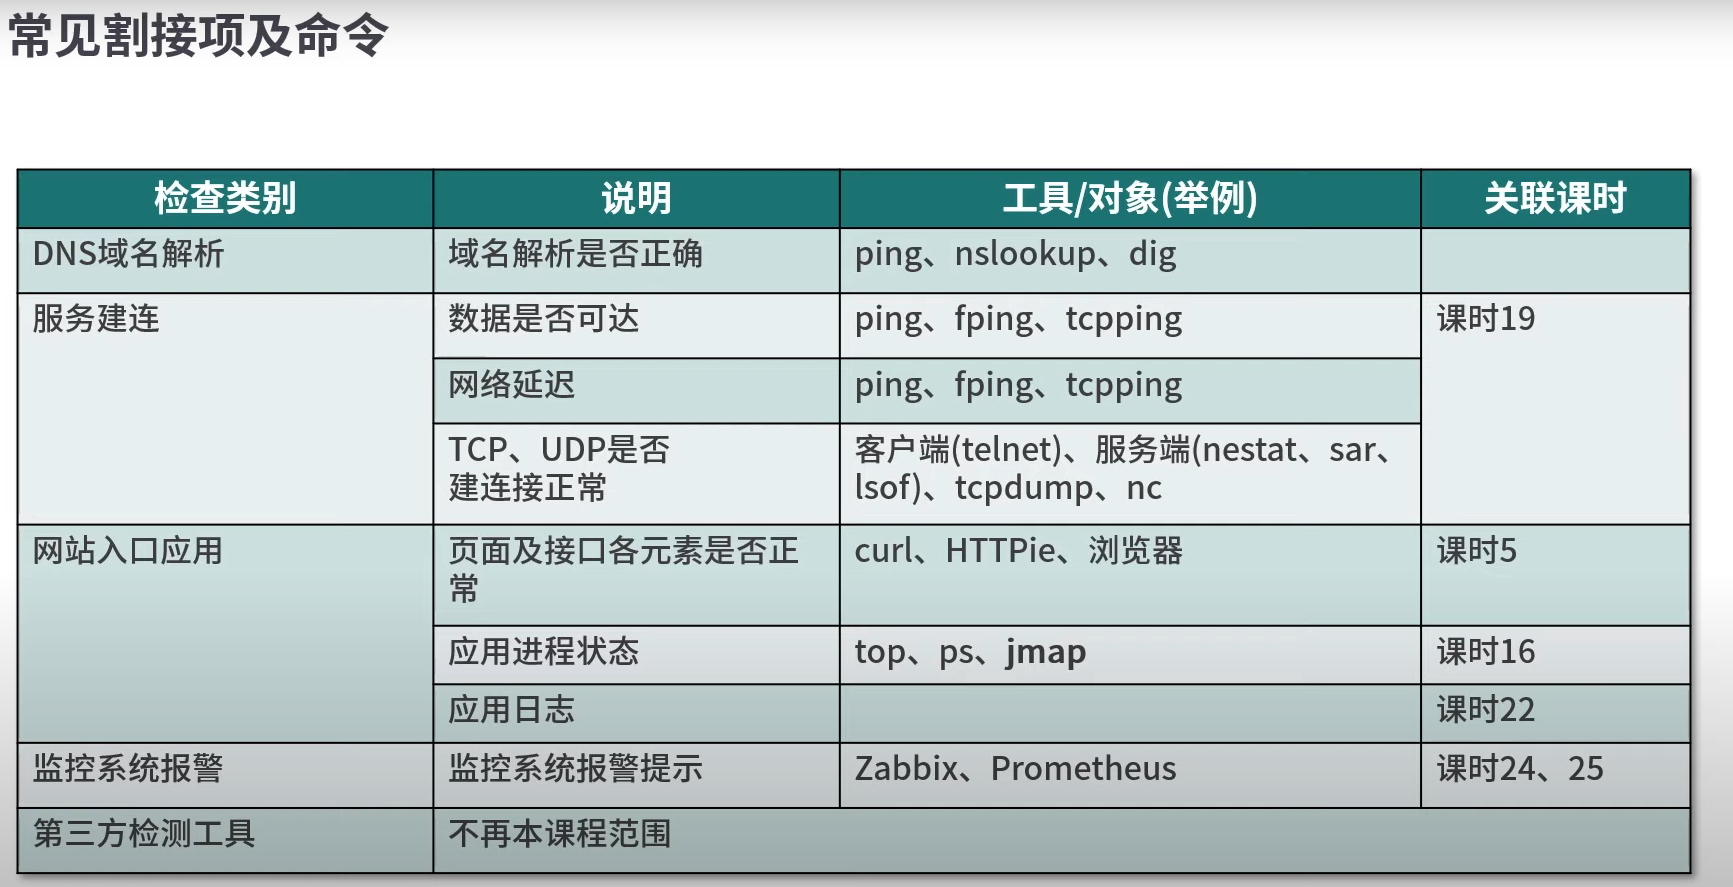 常见割接项及命令
检查类别 说明 工具/对象(举例) 关联课时
DNS域名解析 域名解析是否正确 ping、nslookup、dig
服务建连 数据是否可达 ping、fping、tcpping 课时19
网络延迟 ping、fping、tcpping
TCP、UDP是否 客户端(telnet)、服务端(nestat、sar、
建连接正常 lsof)、tcpdump、nc
网站入口应用 页面及接口各元素是否正 curl、HTTPie、浏览器 课时5
常
应用进程状态 top、ps、jmap 课时16
应用日志 课时22
监控系统报警 监控系统报警提示 Zabbix、Prometheus 课时24、25
第三方检测工具 不再本课程范围